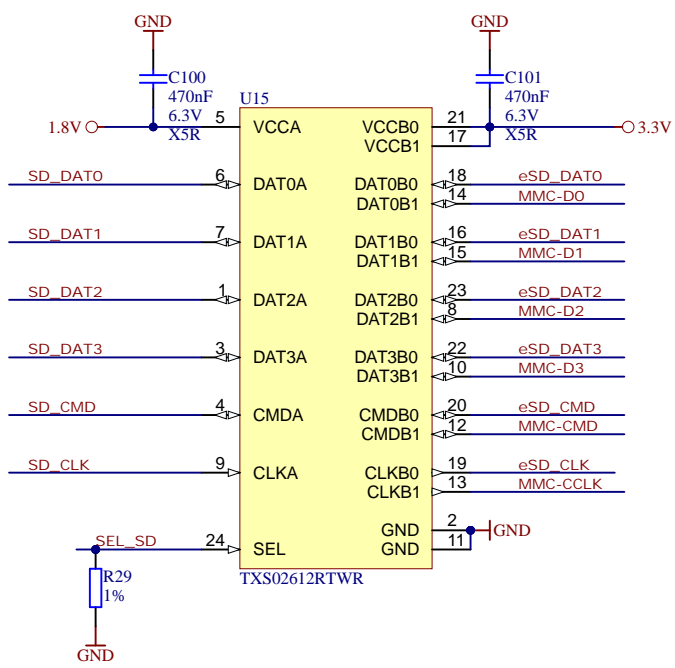 GND
GND
C100
470nF
6.3V
X5R
C101
470nF
6.3V
X5R
U15
1.8V
5
VCCA
VCCB0
21
VCCB1
17
3.3V
SD_DAT0
6
DAT0A
DAT0B0
18
eSD_DAT0
DAT0B1
14
MMC-D0
SD_DAT1
7
DAT1A
DAT1B0
16
eSD_DAT1
DAT1B1
15
MMC-D1
SD_DAT2
1
DAT2A
DAT2B0
23
eSD_DAT2
DAT2B1
8
MMC-D2
SD_DAT3
3
DAT3A
DAT3B0
22
eSD_DAT3
DAT3B1
10
MMC-D3
SD_CMD
4
CMDA
CMDB0
20
eSD_CMD
CMDB1
12
MMC-CMD
SD_CLK
9
CLKA
CLKB0
19
eSD_CLK
CLKB1
13
MMC-CCLK
GND
2
GND
GND
11
SEL_SD
24
SEL
TXS02612RTWR
R29
1%
GND